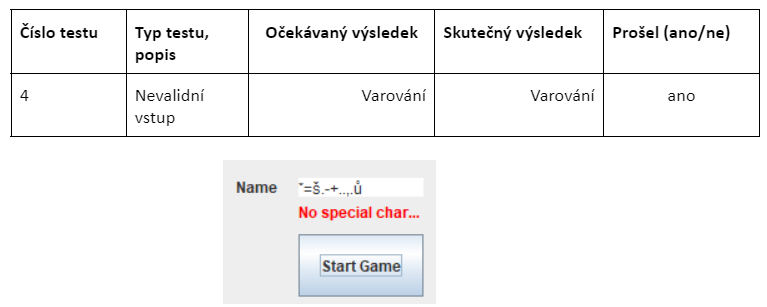 Číslo testu Typ testu, popis Očekávaný výsledek Skutečný výsledek Prošel (ano/ne)
4 Nevalidní vstup Varování Varování ano
Name ˇ=š.-+..,.ů
No special char...
Start Game